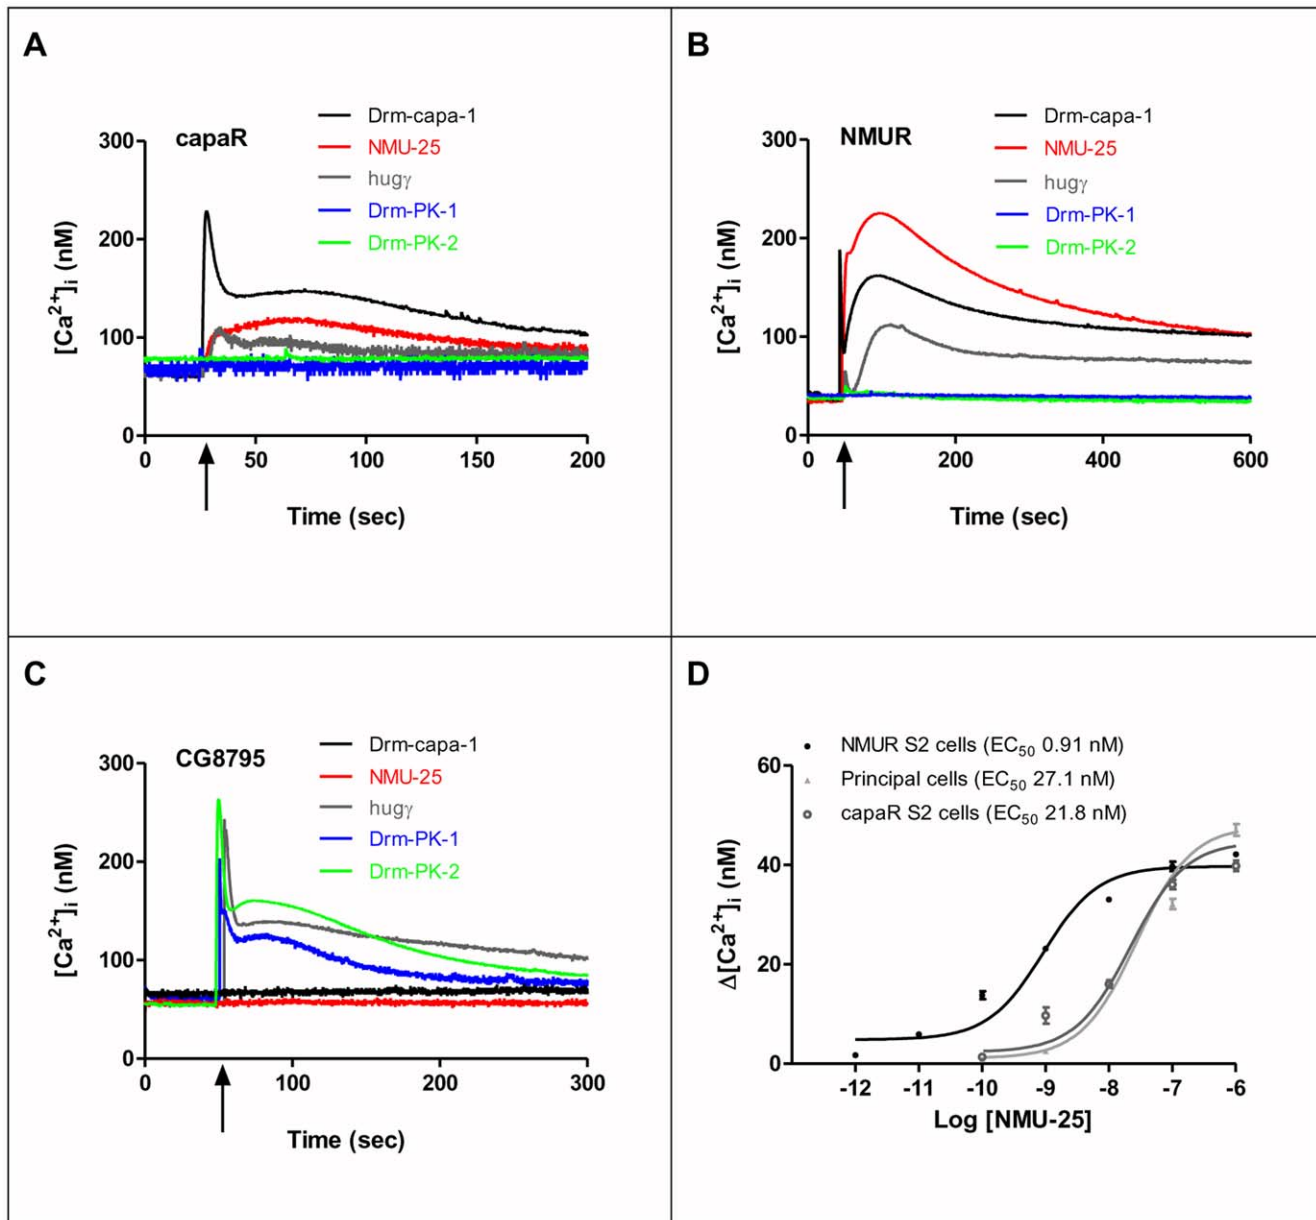 A
capaR
Drm-capa-1
NMU-25
hugγ
Drm-PK-1
Drm-PK-2
300
200
100
0
[Ca²⁺]ᵢ (nM)
0 50 100 150 200
Time (sec)
B
NMUR
Drm-capa-1
NMU-25
hugγ
Drm-PK-1
Drm-PK-2
300
200
100
0
[Ca²⁺]ᵢ (nM)
0 200 400 600
Time (sec)
C
CG8795
Drm-capa-1
NMU-25
hugγ
Drm-PK-1
Drm-PK-2
300
200
100
0
[Ca²⁺]ᵢ (nM)
0 100 200 300
Time (sec)
D
NMUR S2 cells (EC₅₀ 0.91 nM)
Principal cells (EC₅₀ 27.1 nM)
capaR S2 cells (EC₅₀ 21.8 nM)
60
40
20
0
Δ[Ca²⁺]ᵢ (nM)
-12 -11 -10 -9 -8 -7 -6
Log [NMU-25]